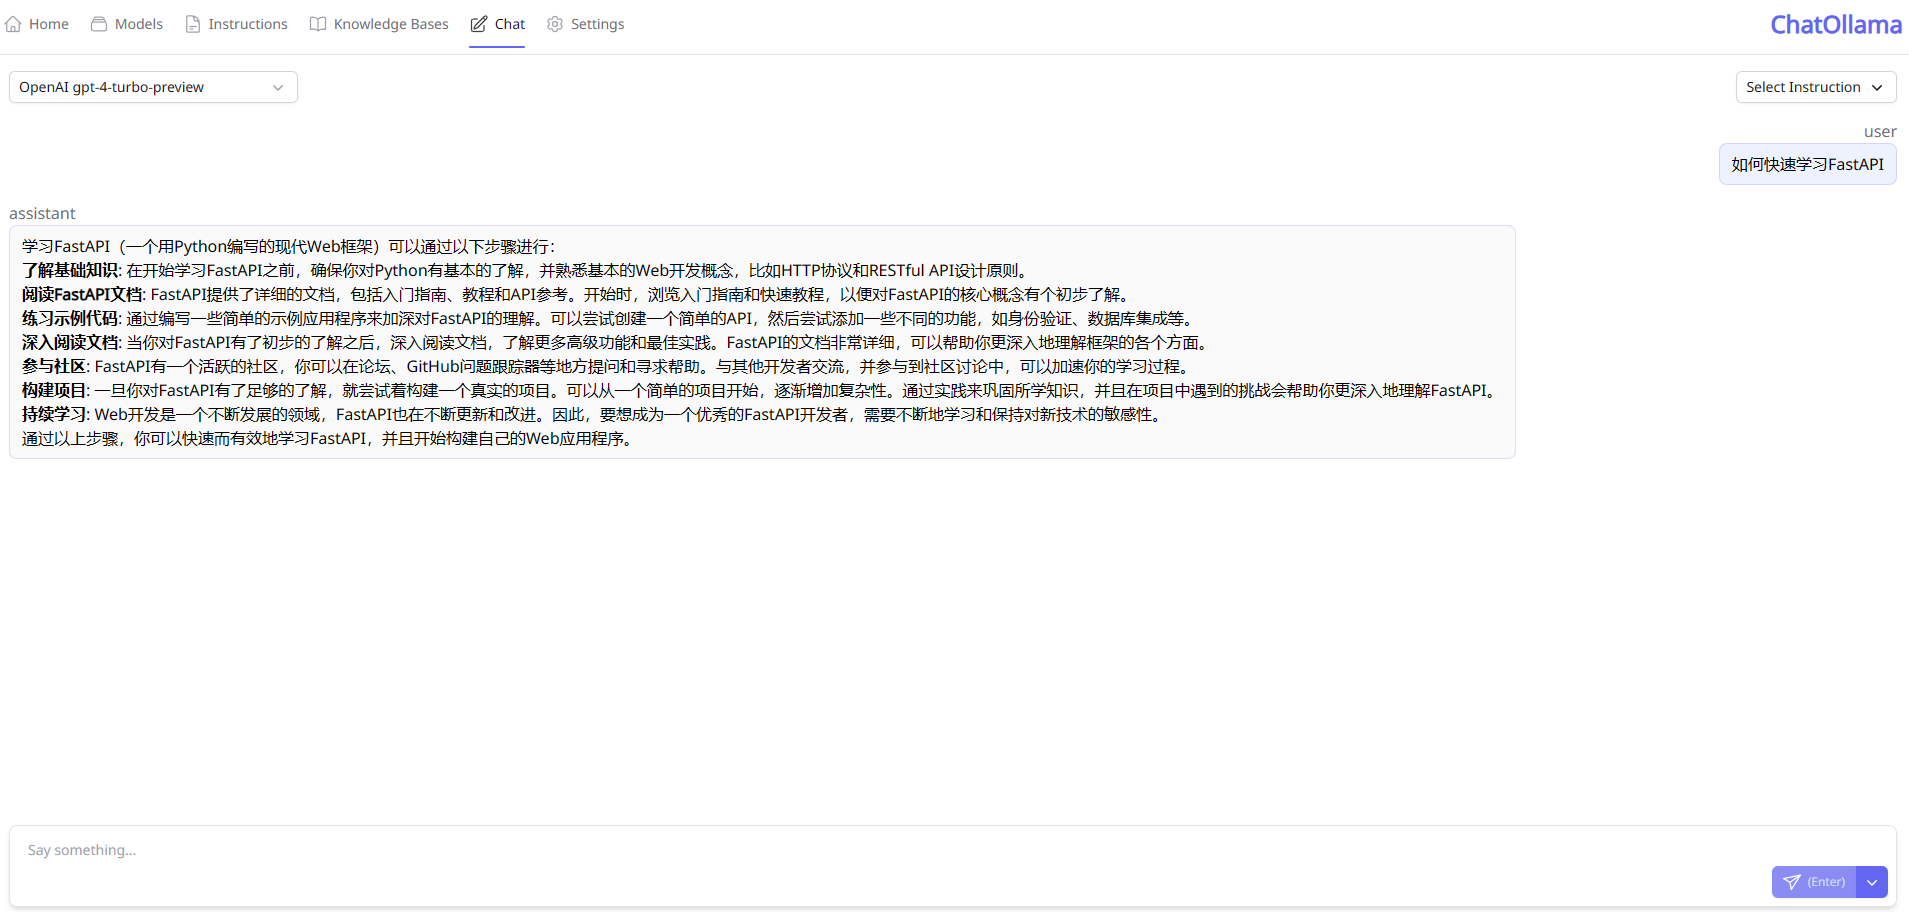 Home Models Instructions Knowledge Bases Chat Settings ChatOllama
OpenAI gpt-4-turbo-preview Select Instruction
user
如何快速学习FastAPI
assistant
学习FastAPI（一个用Python编写的现代Web框架）可以通过以下步骤进行：
了解基础知识: 在开始学习FastAPI之前，确保你对Python有基本的了解，并熟悉基本的Web开发概念，比如HTTP协议和RESTful API设计原则。
阅读FastAPI文档: FastAPI提供了详细的文档，包括入门指南、教程和API参考。开始时，浏览入门指南和快速教程，以便对FastAPI的核心概念有个初步了解。
练习示例代码: 通过编写一些简单的示例应用程序来加深对FastAPI的理解。可以尝试创建一个简单的API，然后尝试添加一些不同的功能，如身份验证、数据库集成等。
深入阅读文档: 当你对FastAPI有了初步的了解之后，深入阅读文档，了解更多高级功能和最佳实践。FastAPI的文档非常详细，可以帮助你更深入地理解框架的各个方面。
参与社区: FastAPI有一个活跃的社区，你可以在论坛、GitHub问题跟踪器等地方提问和寻求帮助。与其他开发者交流，并参与到社区讨论中，可以加速你的学习过程。
构建项目: 一旦你对FastAPI有了足够的了解，就尝试着构建一个真实的项目。可以从一个简单的项目开始，逐渐增加复杂性。通过实践来巩固所学知识，并且在项目中遇到的挑战会帮助你更深入地理解FastAPI。
持续学习: Web开发是一个不断发展的领域，FastAPI也在不断更新和改进。因此，要想成为一个优秀的FastAPI开发者，需要不断地学习和保持对新技术的敏感性。
通过以上步骤，你可以快速而有效地学习FastAPI，并且开始构建自己的Web应用程序。
Say something...
(Enter)